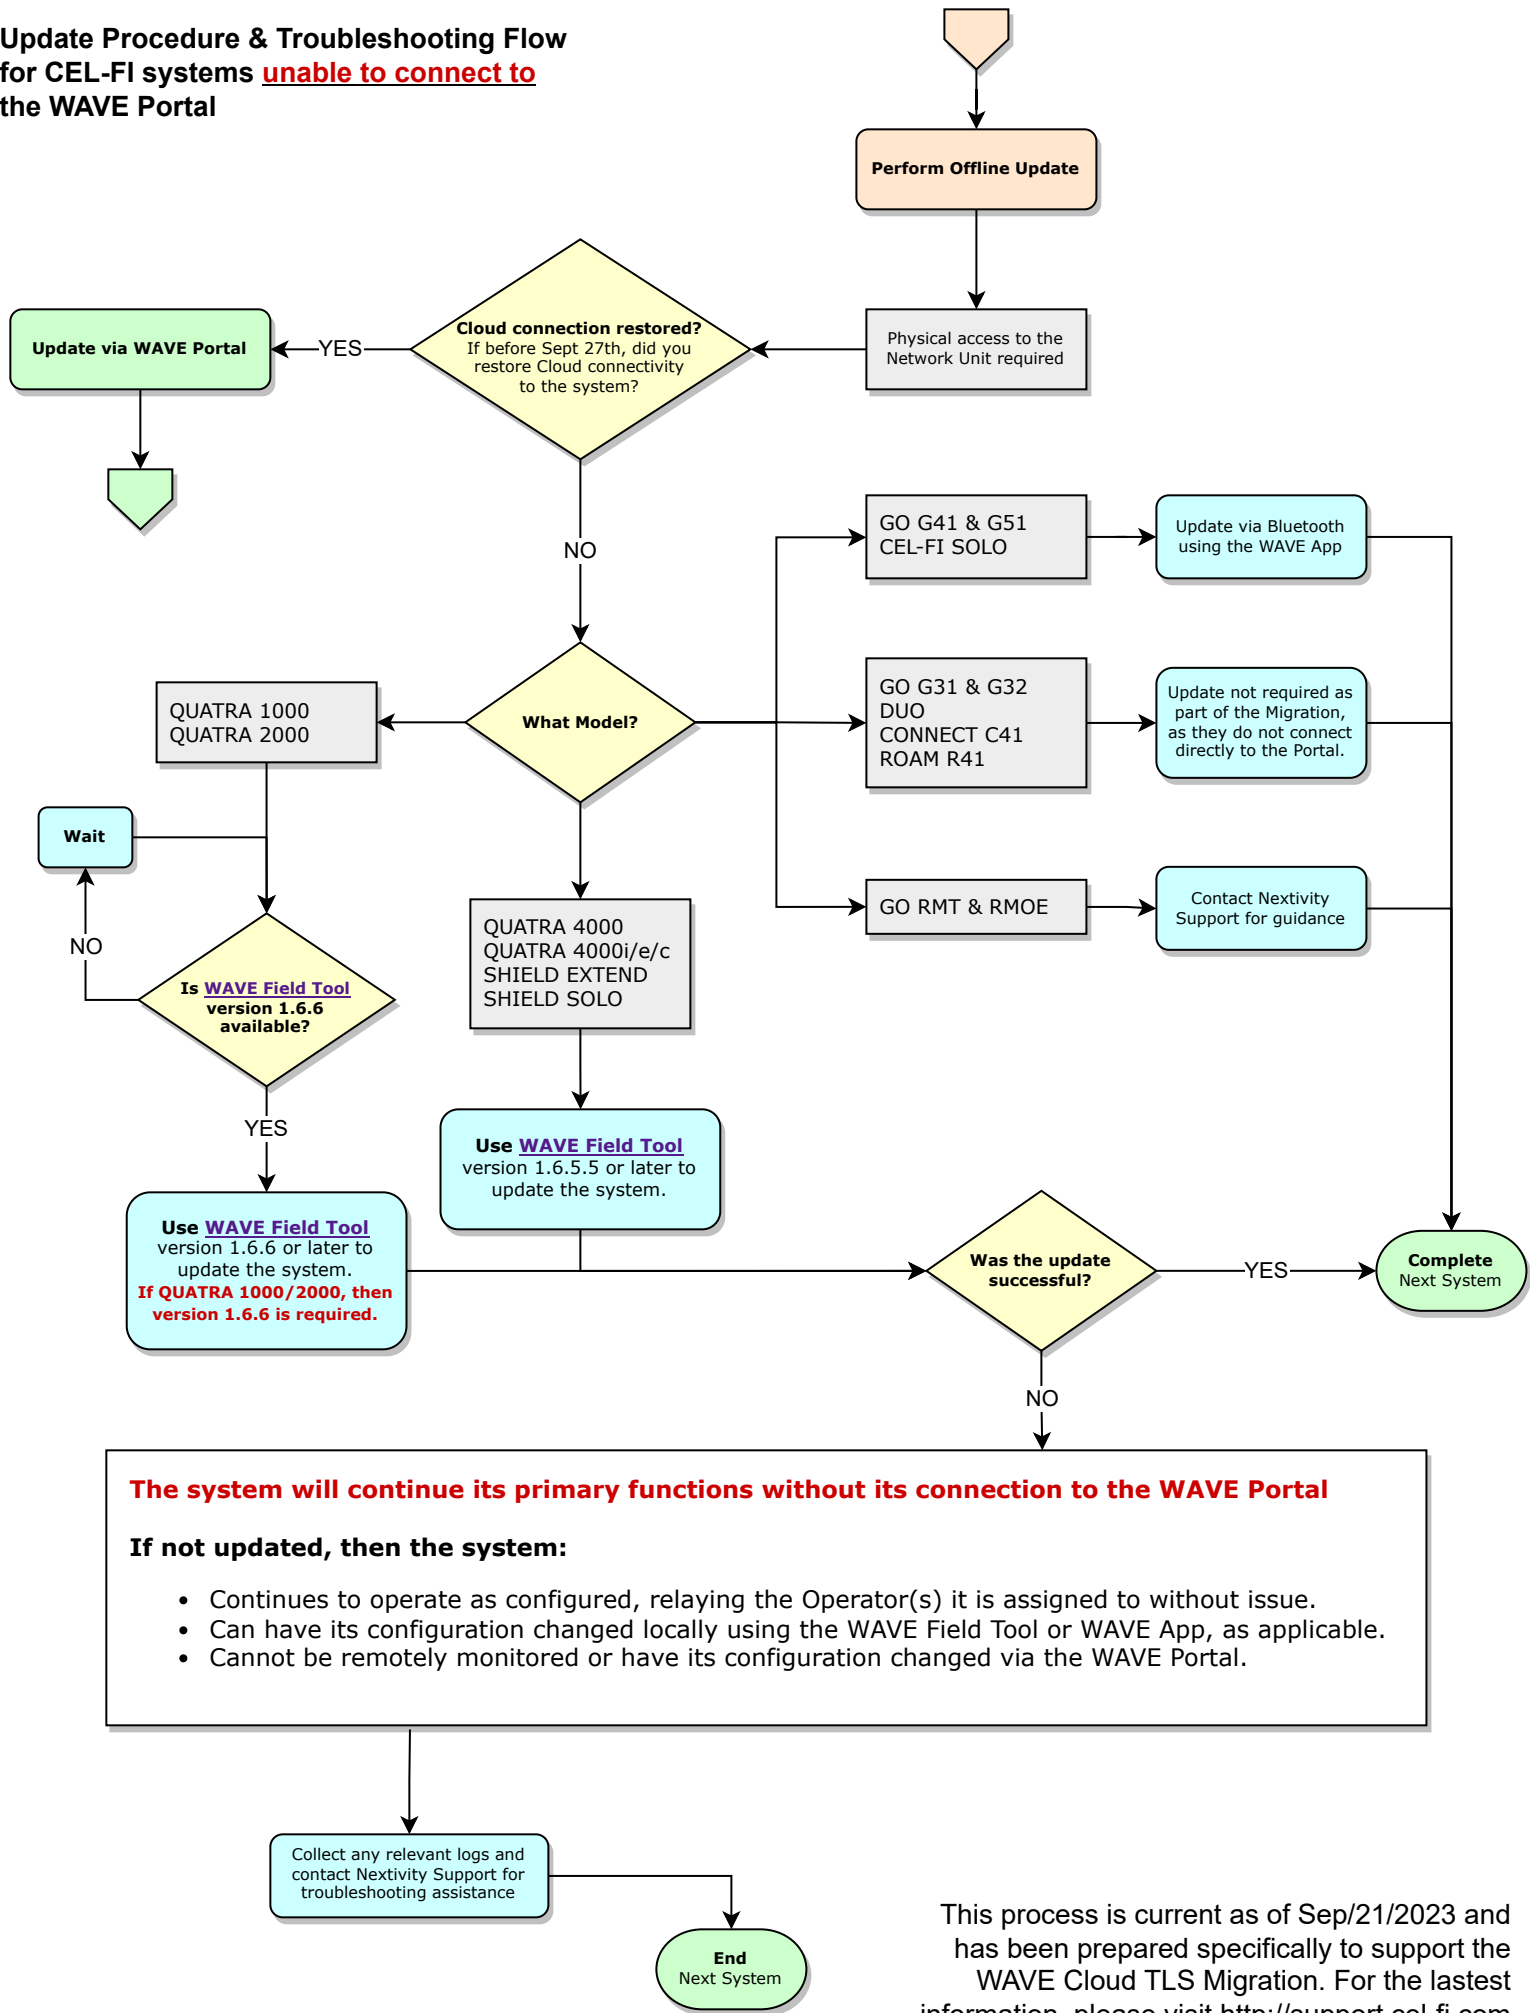 Update Procedure & Troubleshooting Flow
for CEL-FI systems unable to connect to
the WAVE Portal
Perform Offline Update
Physical access to the
Network Unit required
Cloud connection restored?
If before Sept 27th, did you
restore Cloud connectivity
to the system?
YES
Update via WAVE Portal
NO
What Model?
GO G41 & G51
CEL-FI SOLO
Update via Bluetooth
using the WAVE App
GO G31 & G32
DUO
CONNECT C41
ROAM R41
Update not required as
part of the Migration,
as they do not connect
directly to the Portal.
GO RMT & RMOE
Contact Nextivity
Support for guidance
QUATRA 1000
QUATRA 2000
Wait
NO
Is WAVE Field Tool
version 1.6.6
available?
YES
QUATRA 4000
QUATRA 4000i/e/c
SHIELD EXTEND
SHIELD SOLO
Use WAVE Field Tool
version 1.6.5.5 or later to
update the system.
Use WAVE Field Tool
version 1.6.6 or later to
update the system.
If QUATRA 1000/2000, then
version 1.6.6 is required.
Was the update
successful?
YES
Complete
Next System
NO
The system will continue its primary functions without its connection to the WAVE Portal
If not updated, then the system:
• Continues to operate as configured, relaying the Operator(s) it is assigned to without issue.
• Can have its configuration changed locally using the WAVE Field Tool or WAVE App, as applicable.
• Cannot be remotely monitored or have its configuration changed via the WAVE Portal.
Collect any relevant logs and
contact Nextivity Support for
troubleshooting assistance
End
Next System
This process is current as of Sep/21/2023 and
has been prepared specifically to support the
WAVE Cloud TLS Migration. For the lastest
information, please visit http://support.cel-fi.com